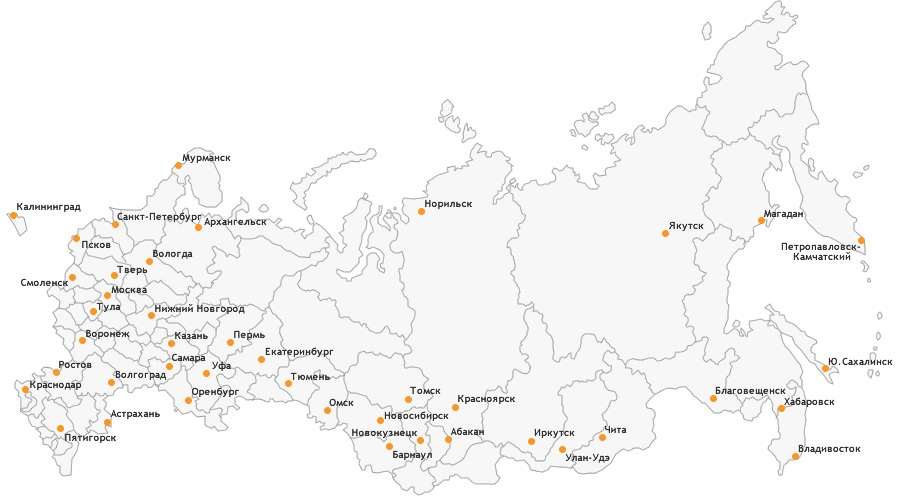 Мурманск
Калининград
Норильск
Санкт-Петербург
Архангельск
Магадан
Якутск
Псков
Петропавловск-
Камчатский
Вологда
Тверь
Смоленск
Москва
Тула
Нижний Новгород
Воронеж
Казань
Пермь
Екатеринбург
Самара
Ю.Сахалинск
Ростов
Уфа
Волгоград
Тюмень
Краснодар
Оренбург
Томск
Благовещенск
Красноярск
Омск
Хабаровск
Астрахань
Новосибирск
Пятигорск
Новокузнецк
Абакан
Иркутск
Чита
Барнаул
Улан-Удэ
Владивосток